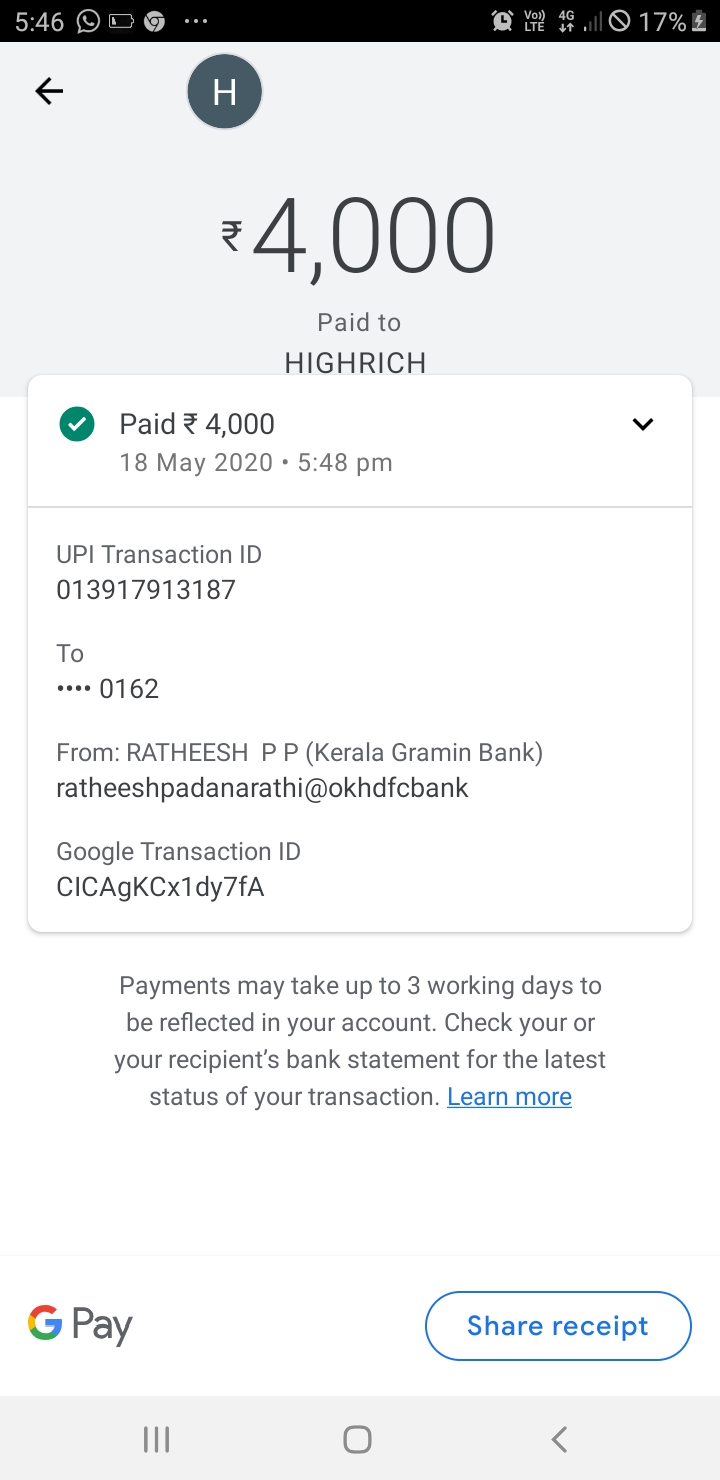 5:46 Vo)) LTE 4G 17%
H
₹4,000
Paid to
HIGHRICH
Paid ₹ 4,000
18 May 2020 • 5:48 pm
UPI Transaction ID
013917913187
To
•••• 0162
From: RATHEESH  P P (Kerala Gramin Bank)
ratheeshpadanarathi@okhdfcbank
Google Transaction ID
CICAgKCx1dy7fA
Payments may take up to 3 working days to
be reflected in your account. Check your or
your recipient's bank statement for the latest
status of your transaction. Learn more
G Pay
Share receipt